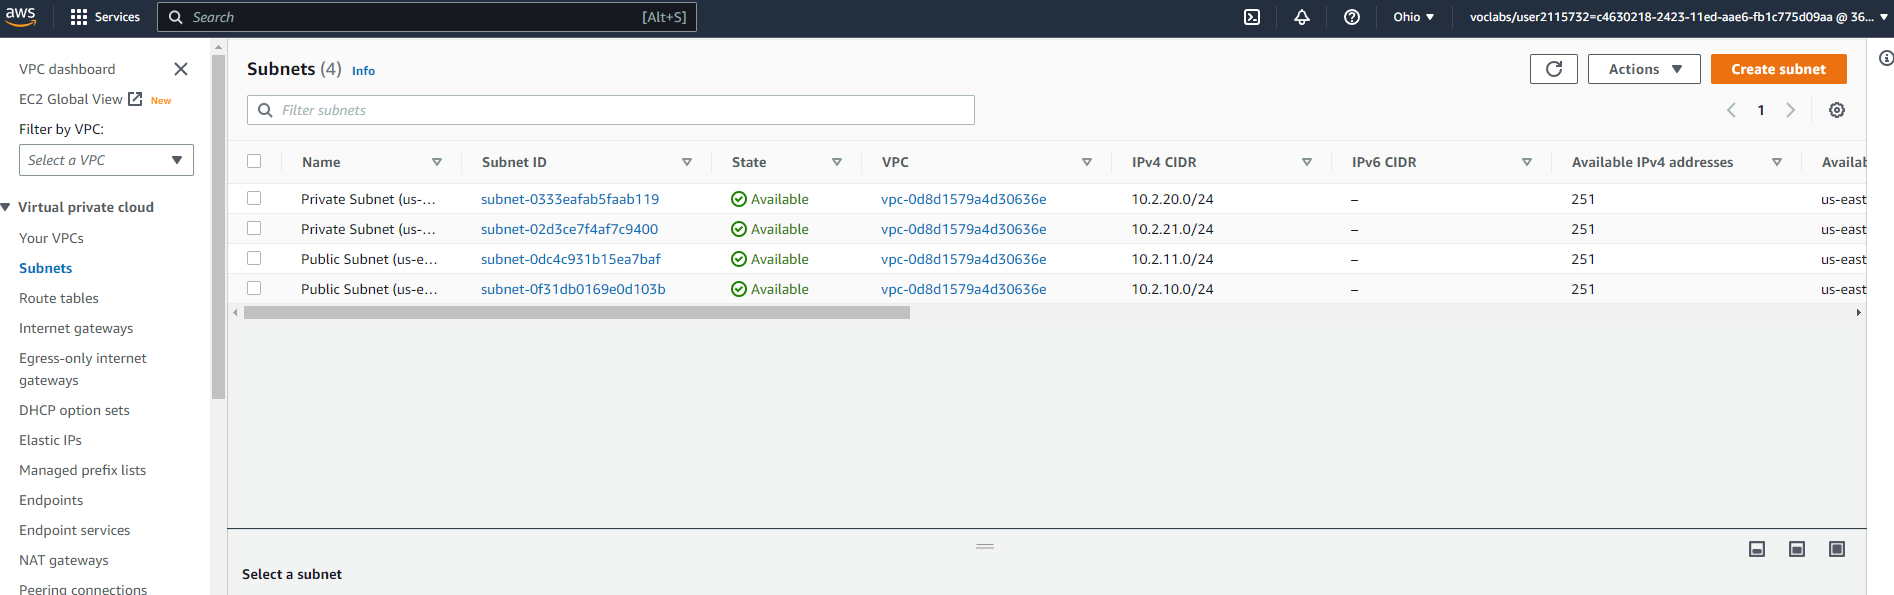 aws Services Search [Alt+S] Ohio voclabs/user2115732=c4630218-2423-11ed-aae6-fb1c775d09aa @ 36...
VPC dashboard
EC2 Global View New
Filter by VPC:
Select a VPC
Virtual private cloud
Your VPCs
Subnets
Route tables
Internet gateways
Egress-only internet
gateways
DHCP option sets
Elastic IPs
Managed prefix lists
Endpoints
Endpoint services
NAT gateways
Peering connections
Subnets (4) Info
Actions
Create subnet
Filter subnets
1
Name Subnet ID State VPC IPv4 CIDR IPv6 CIDR Available IPv4 addresses Availab
Private Subnet (us-... subnet-0333eafab5faab119 Available vpc-0d8d1579a4d30636e 10.2.20.0/24 – 251 us-east
Private Subnet (us-... subnet-02d3ce7f4af7c9400 Available vpc-0d8d1579a4d30636e 10.2.21.0/24 – 251 us-east
Public Subnet (us-e... subnet-0dc4c931b15ea7baf Available vpc-0d8d1579a4d30636e 10.2.11.0/24 – 251 us-east
Public Subnet (us-e... subnet-0f31db0169e0d103b Available vpc-0d8d1579a4d30636e 10.2.10.0/24 – 251 us-east
Select a subnet